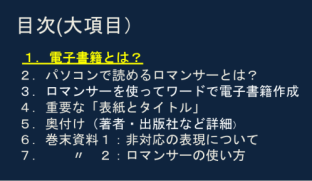 目次(大項目）
１．電子書籍とは？
２．パソコンで読めるロマンサーとは？
３．ロマンサーを使ってワードで電子書籍作成
４．重要な「表紙とタイトル」
５．奥付け（著者・出版社など詳細）
６．巻末資料１：非対応の表現について
７．　　〃　２：ロマンサーの使い方